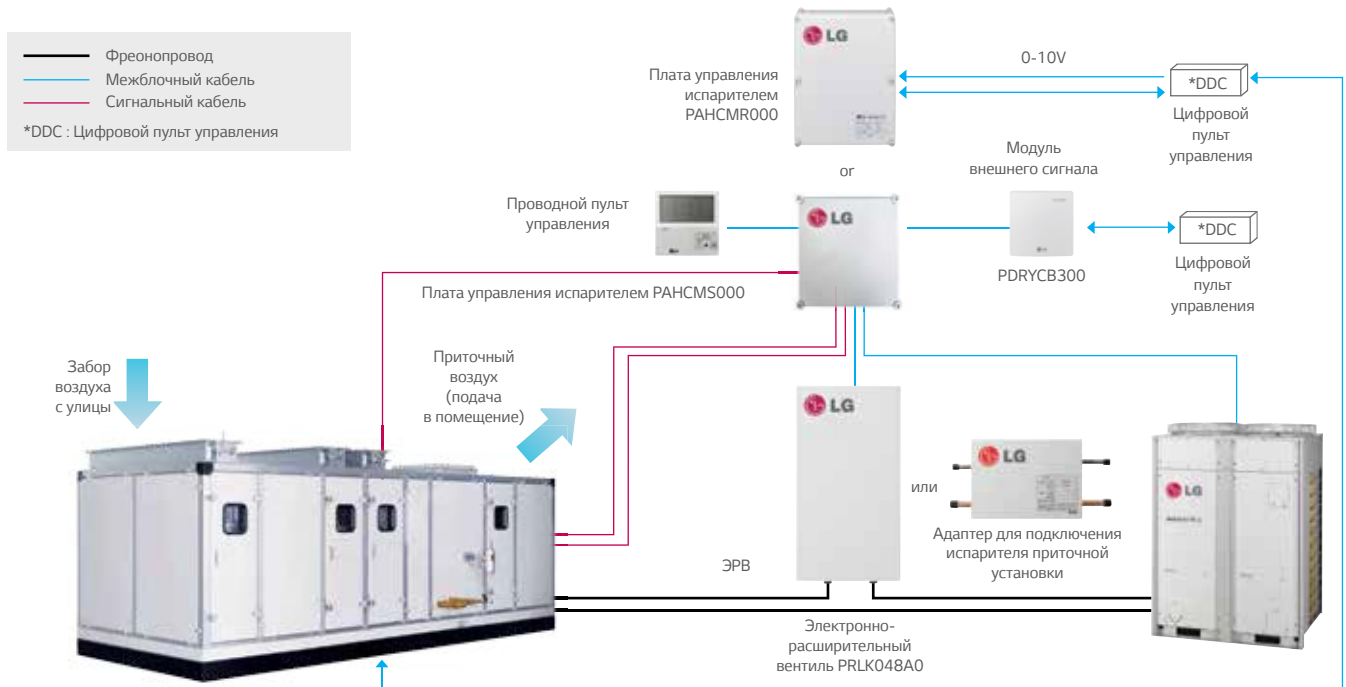 Фреонопровод
Межблочный кабель
Сигнальный кабель
*DDC : Цифровой пульт управления
LG
Плата управления
испарителем
PAHCMR000
0-10V
*DDC
Цифровой
пульт
управления
or
Модуль
внешнего сигнала
Проводной пульт
управления
LG
*DDC
PDRYCB300
Цифровой
пульт
управления
Плата управления испарителем PAHCMS000
Забор
воздуха
с улицы
Приточный
воздух
(подача
в помещение)
LG
или
LG
LG
Адаптер для подключения
испарителя приточной
установки
ЭРВ
Электронно-
расширительный
вентиль PRLK048A0